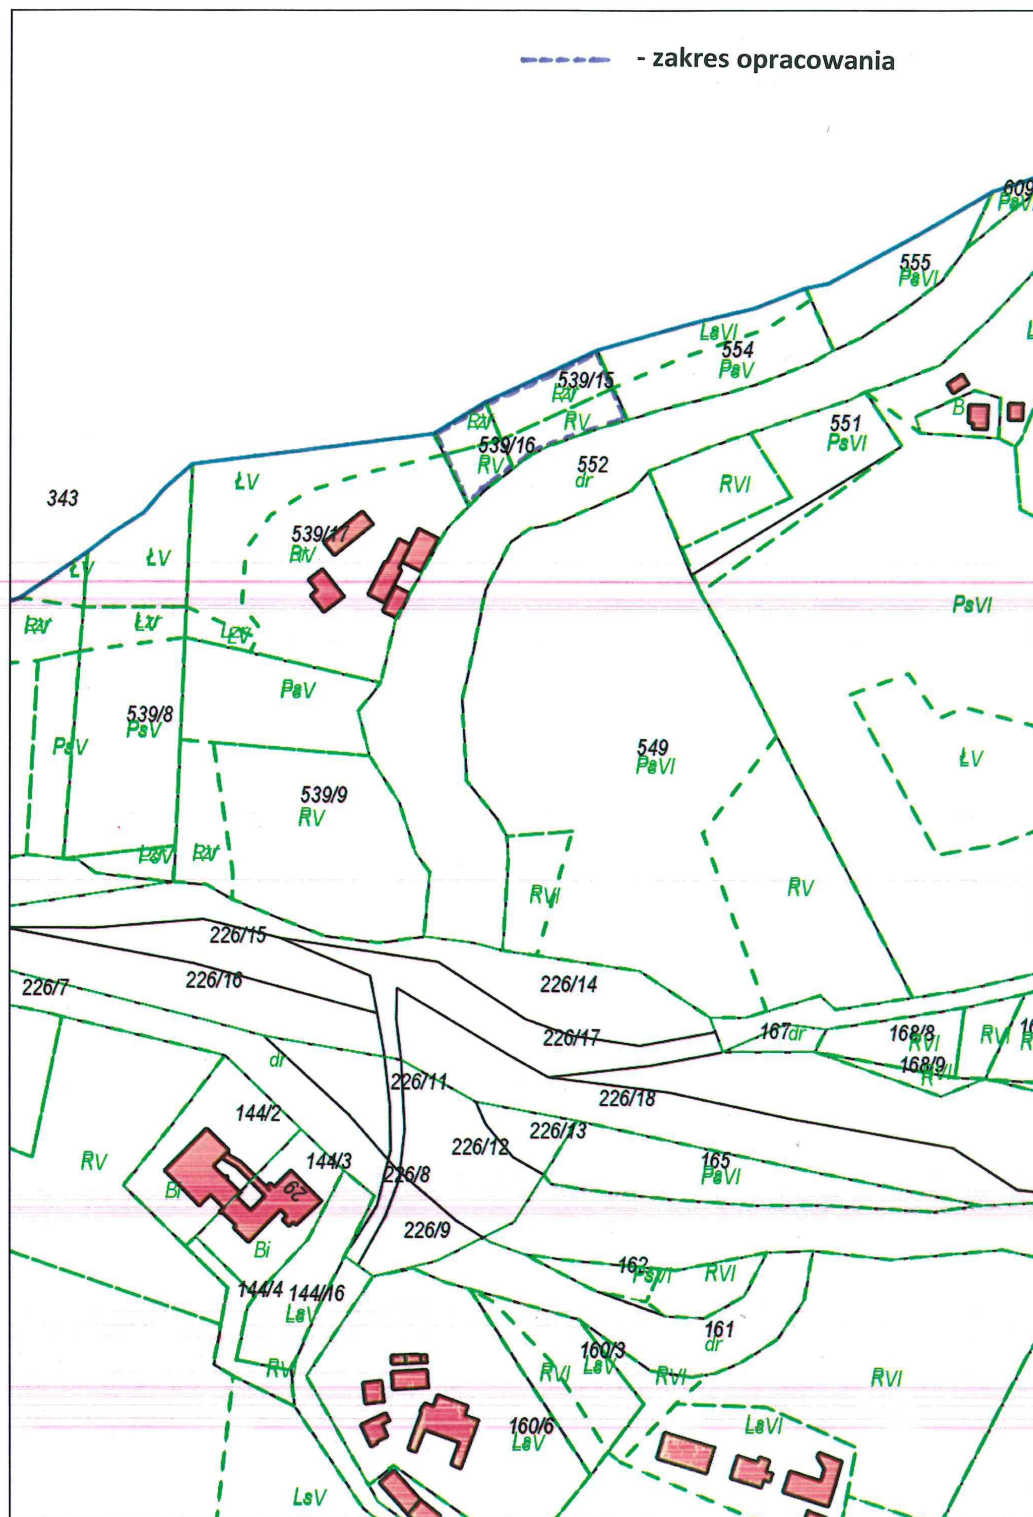 - zakres opracowania
609
PsVI
555
PsVI
LsVI
554
PsV
539/15
RV
539/16
RV
552
dr
551
PsVI
RVI
B
343
ŁV
ŁV
ŁV
539/17
RV
PsVI
PsV
539/8
PsV
PsV
539/9
RV
549
PsVI
ŁV
RVI
RV
226/15
226/16
226/7
226/14
226/17
167 dr
168/8
RVI
168/9
RVI
RVI
dr
226/11
226/18
144/2
226/12
226/13
144/3
165
PsVI
RV
226/8
Bi
29
226/9
Bi
162
PsVI
RVI
144/4
144/16
LsV
161
dr
160/3
LsV
RV
RVI
RVI
RVI
160/6
LsV
LsVI
LsV